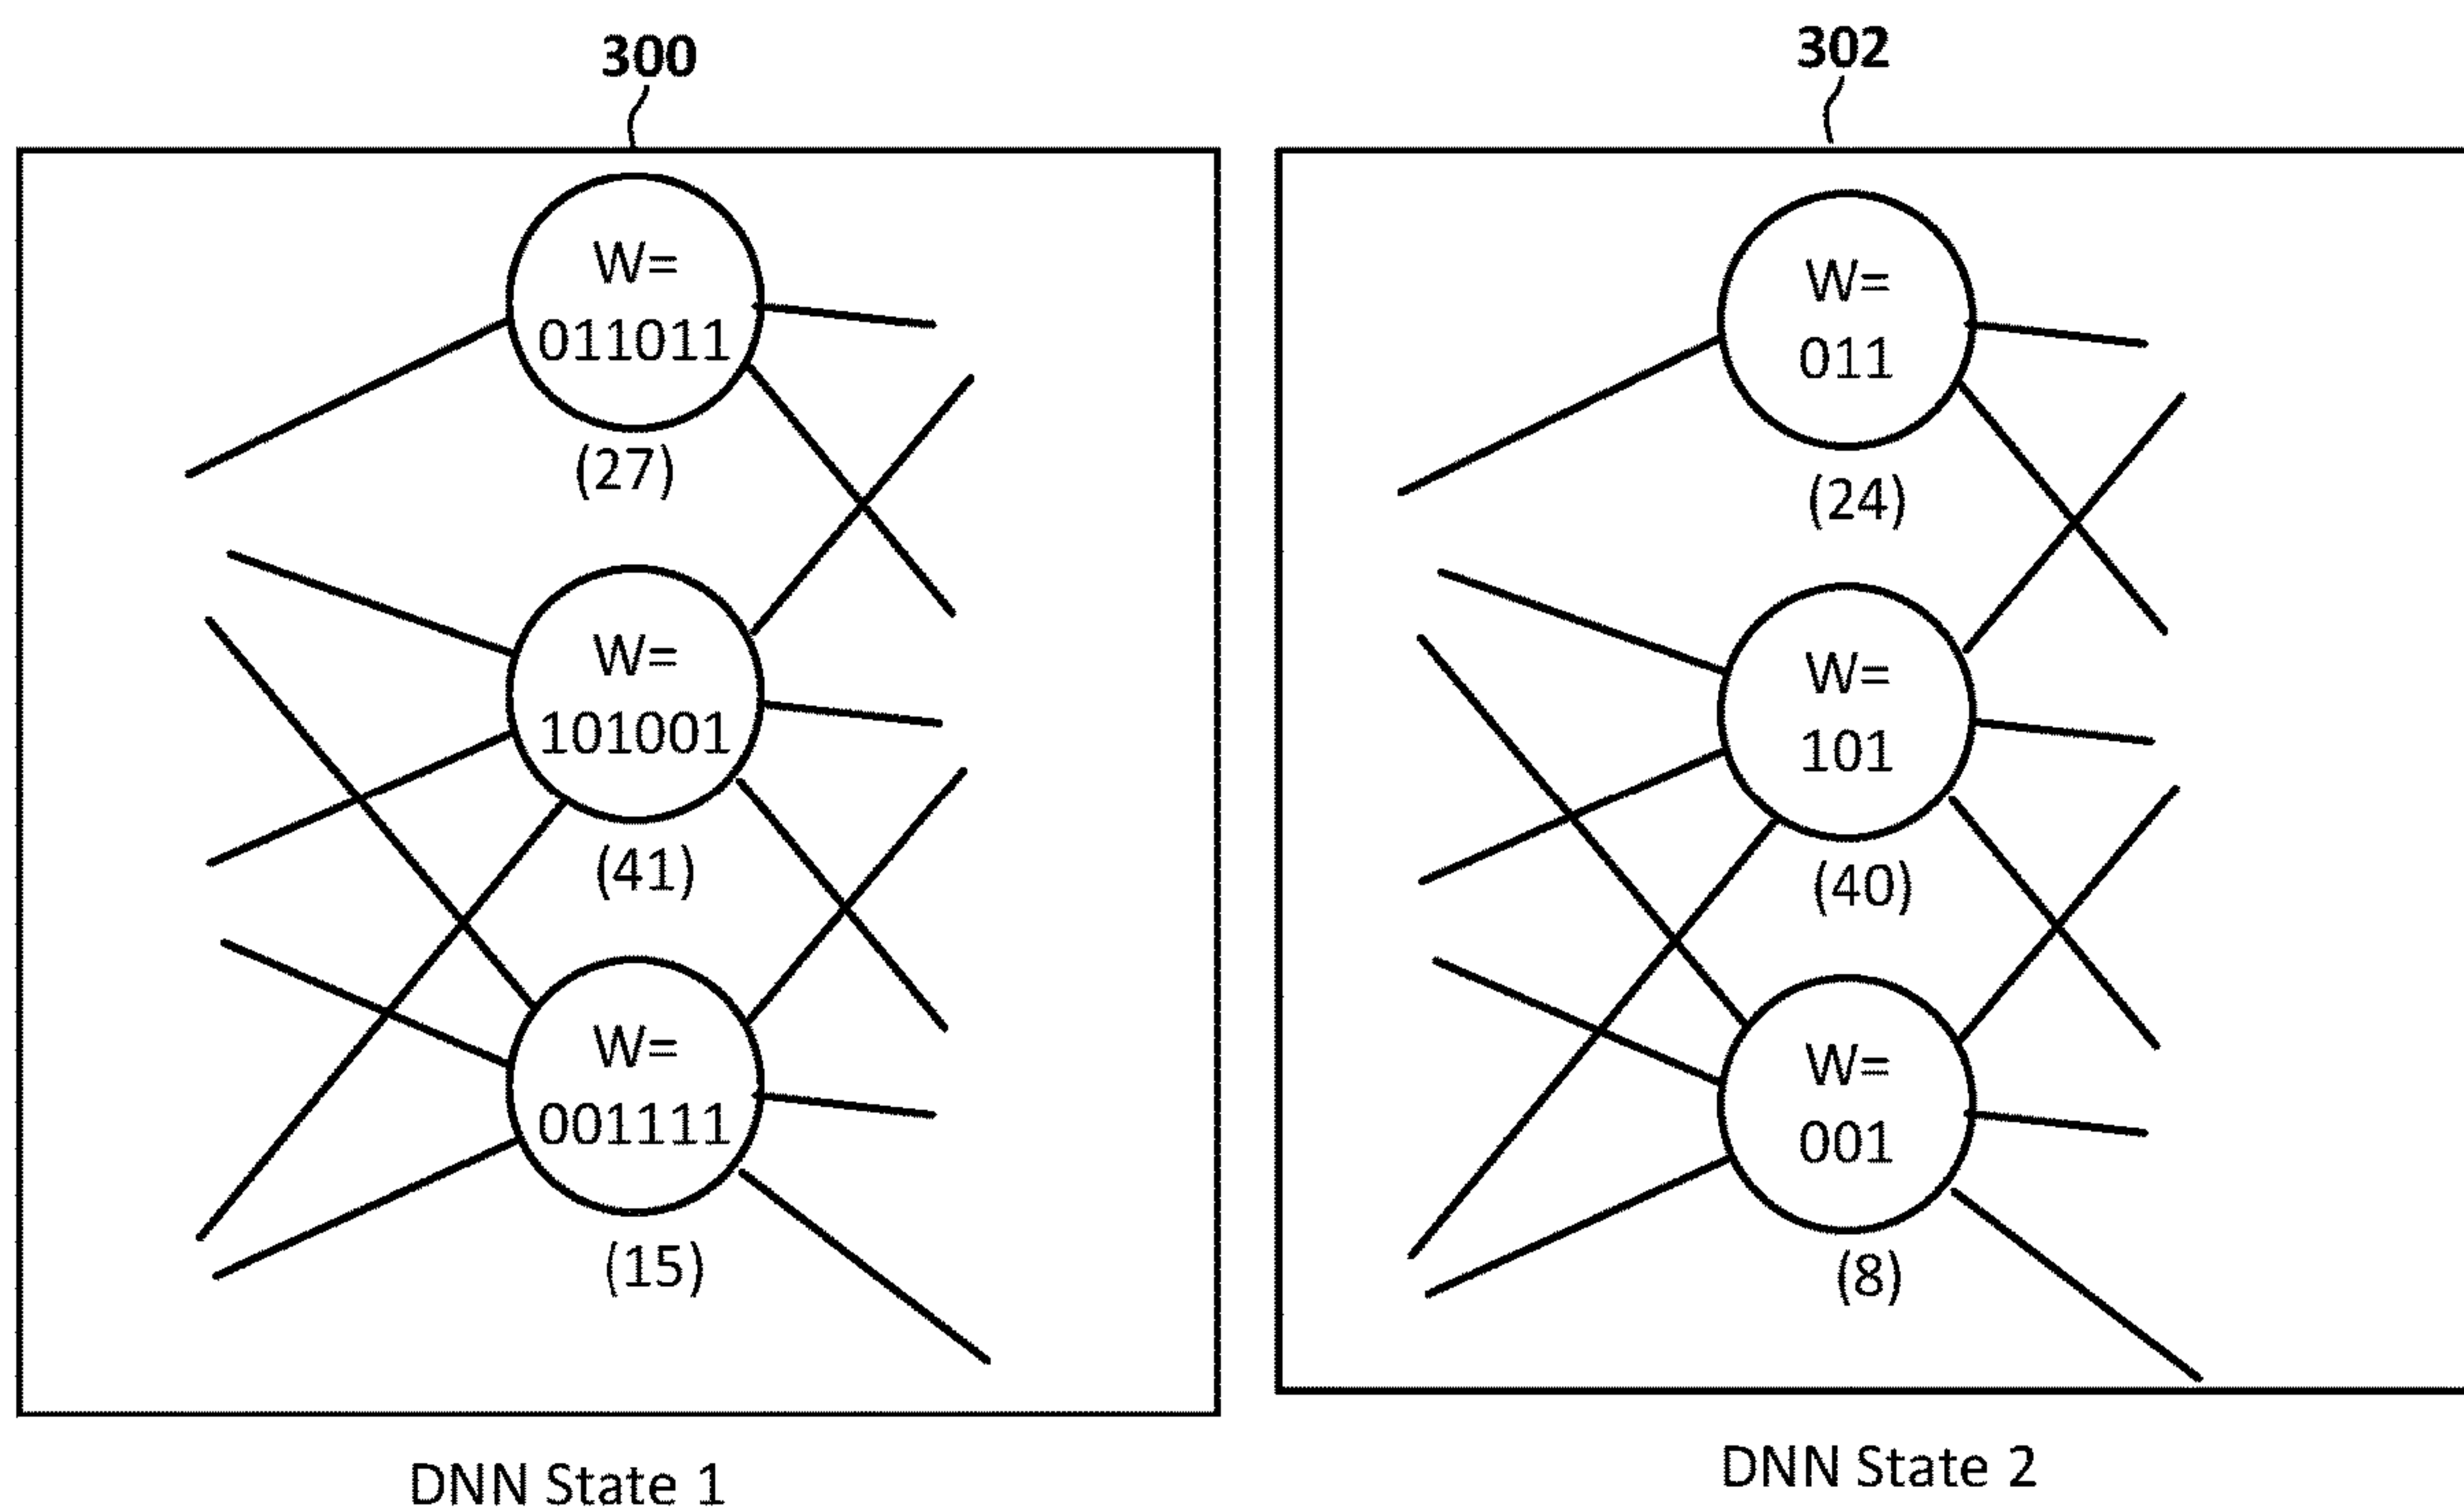 300
W=
011011
(27)
W=
101001
(41)
W=
001111
(15)
DNN State 1
302
W=
011
(24)
W=
101
(40)
W=
001
(8)
DNN State 2